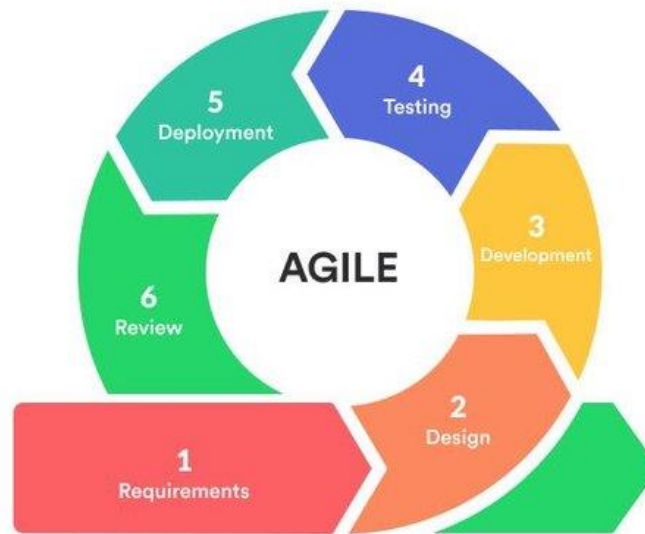 AGILE
1
Requirements
2
Design
3
Development
4
Testing
5
Deployment
6
Review